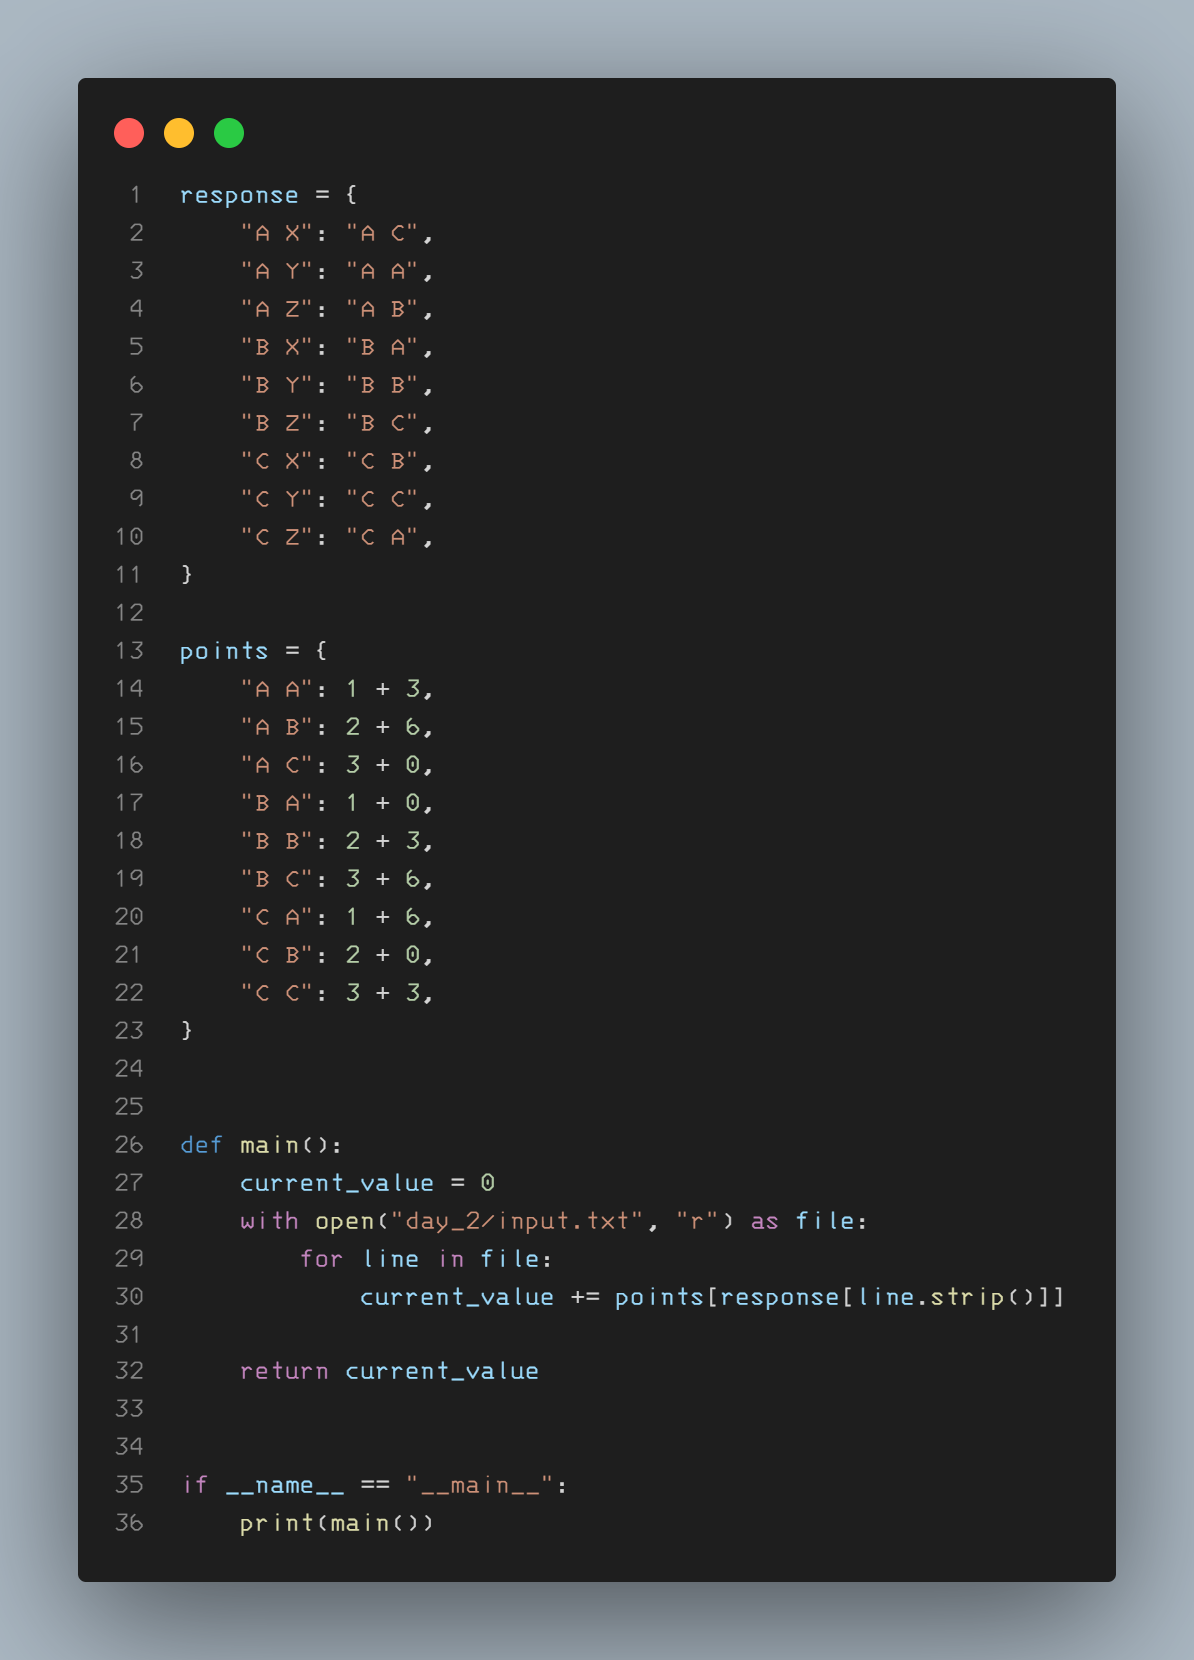 1 response = {
2     "A X": "A C",
3     "A Y": "A A",
4     "A Z": "A B",
5     "B X": "B A",
6     "B Y": "B B",
7     "B Z": "B C",
8     "C X": "C B",
9     "C Y": "C C",
10     "C Z": "C A",
11 }
12
13 points = {
14     "A A": 1 + 3,
15     "A B": 2 + 6,
16     "A C": 3 + 0,
17     "B A": 1 + 0,
18     "B B": 2 + 3,
19     "B C": 3 + 6,
20     "C A": 1 + 6,
21     "C B": 2 + 0,
22     "C C": 3 + 3,
23 }
24
25
26 def main():
27     current_value = 0
28     with open("day_2/input.txt", "r") as file:
29         for line in file:
30             current_value += points[response[line.strip()]]
31
32     return current_value
33
34
35 if __name__ == "__main__":
36     print(main())